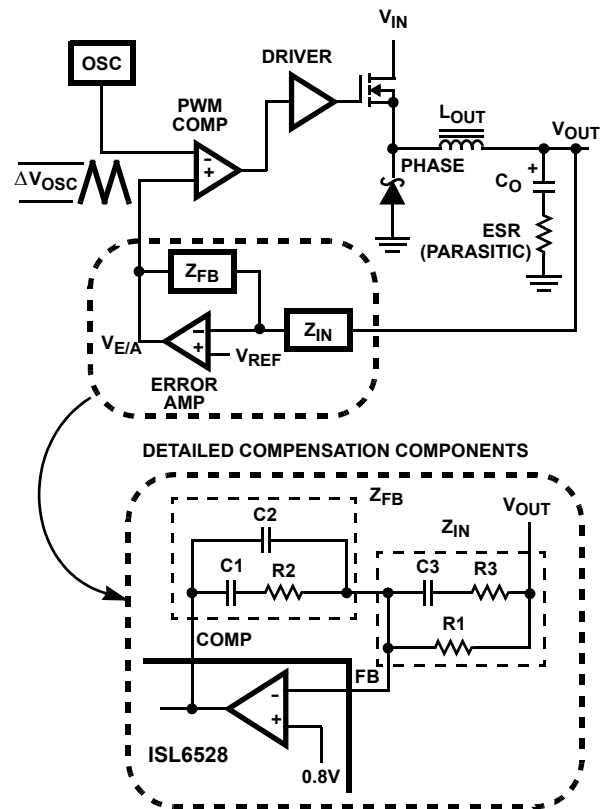 V_IN
OSC
DRIVER
PWM
COMP
L_OUT
V_OUT
ΔV_OSC
PHASE
C_O
+
ESR
(PARASITIC)
Z_FB
Z_IN
V_E/A
V_REF
ERROR
AMP
DETAILED COMPENSATION COMPONENTS
Z_FB
V_OUT
C2
Z_IN
C1
R2
C3
R3
R1
COMP
FB
ISL6528
0.8V